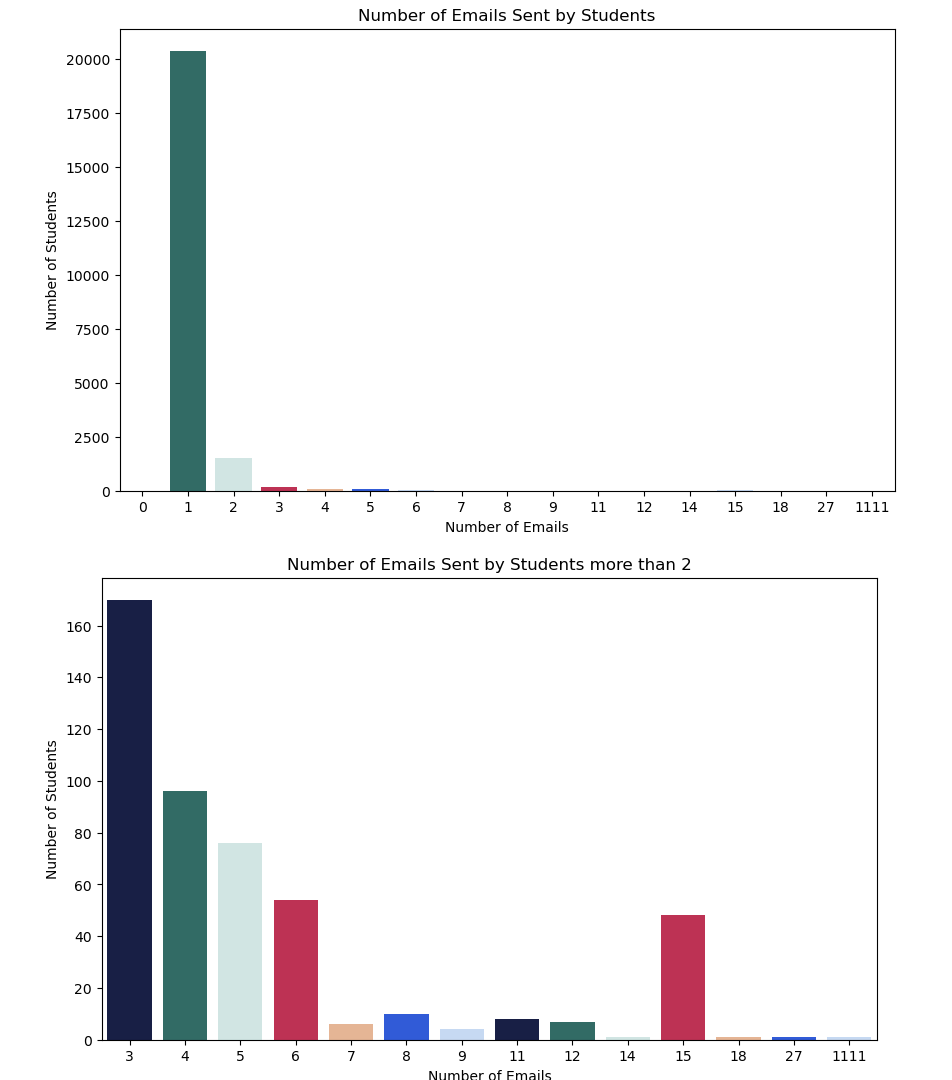 Number of Emails Sent by Students
20000
17500
15000
12500
10000
7500
5000
2500
0
Number of Students
0 1 2 3 4 5 6 7 8 9 11 12 14 15 18 27 1111
Number of Emails
Number of Emails Sent by Students more than 2
160
140
120
100
80
60
40
20
0
Number of Students
3 4 5 6 7 8 9 11 12 14 15 18 27 1111
Number of Emails